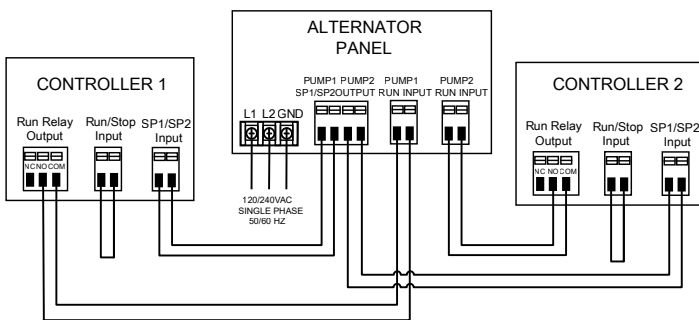 ALTERNATOR
PANEL
PUMP1 PUMP2
SP1/SP2OUTPUT
PUMP1
RUN INPUT
PUMP2
RUN INPUT
L1 L2 GND
120/240VAC
SINGLE PHASE
50/60 HZ
CONTROLLER 1
Run Relay
Output
Run/Stop
Input
SP1/SP2
Input
NC NO COM
CONTROLLER 2
Run Relay
Output
Run/Stop
Input
SP1/SP2
Input
NC NO COM